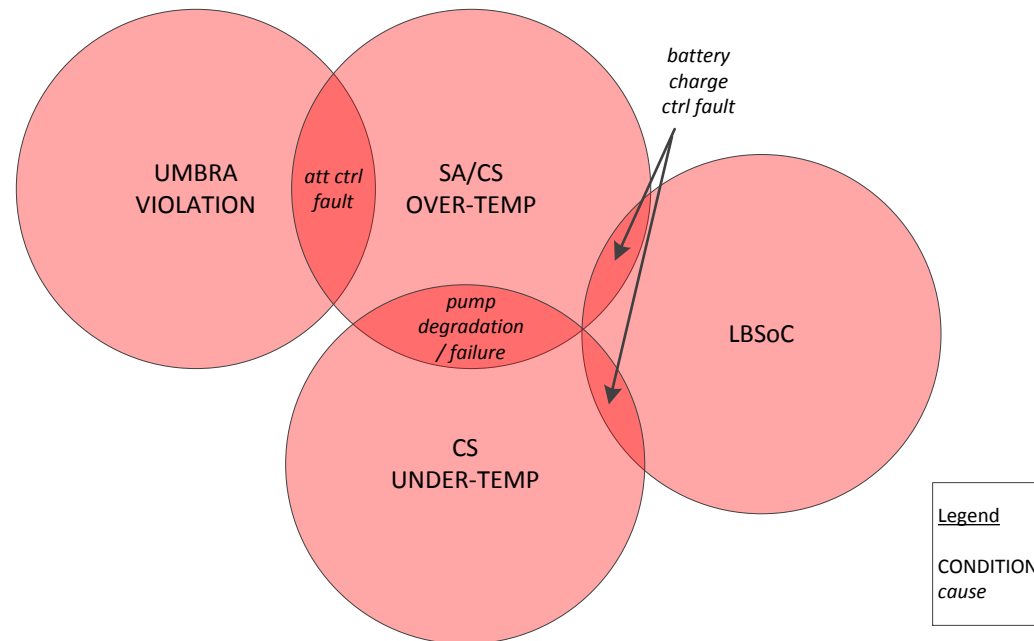 battery
charge
ctrl fault
UMBRA
VIOLATION
att ctrl
fault
SA/CS
OVER-TEMP
pump
degradation
/ failure
LBSoC
CS
UNDER-TEMP
Legend
CONDITION
cause